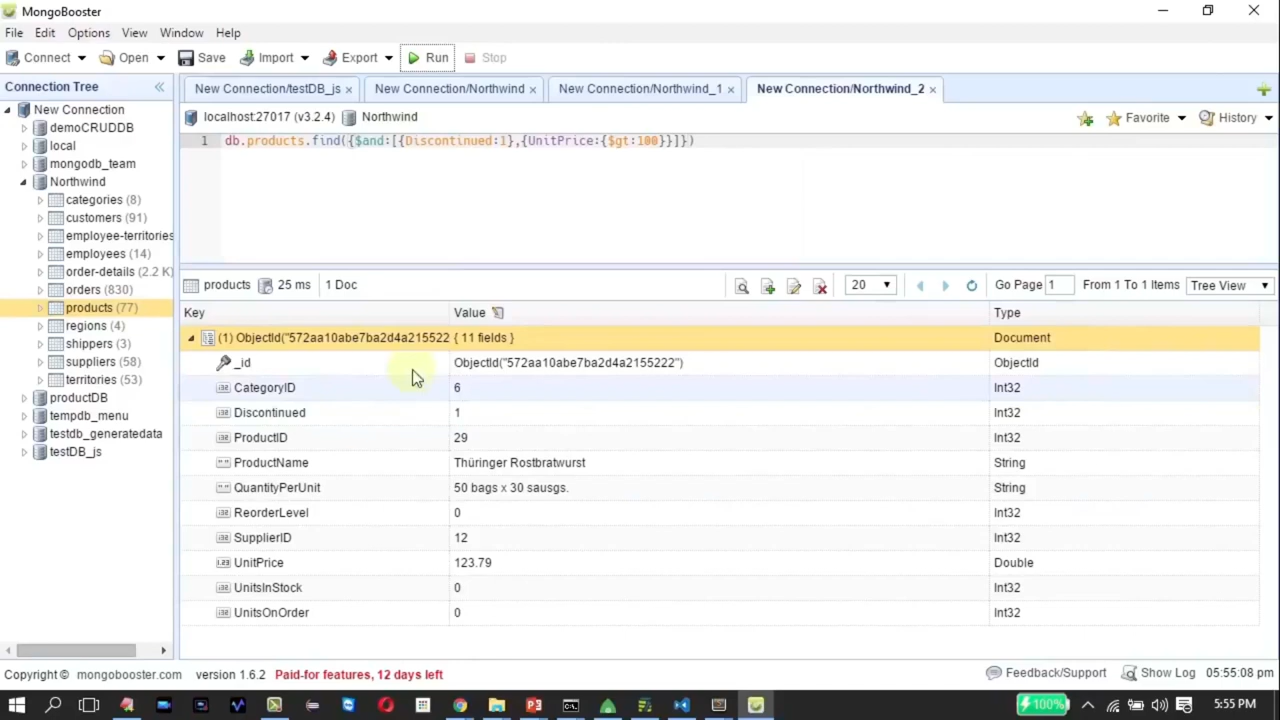 MongoBooster
File Edit Options View Window Help
Connect Open Save Import Export Run Stop
Connection Tree
New Connection/testDB_js × New Connection/Northwind × New Connection/Northwind_1 × New Connection/Northwind_2 ×
New Connection
demoCRUDDB
local
mongodb_team
Northwind
categories (8)
customers (91)
employee-territories
employees (14)
order-details (2.2 K)
orders (830)
products (77)
regions (4)
shippers (3)
suppliers (58)
territories (53)
productDB
tempdb_menu
testdb_generatedata
testDB_js
localhost:27017 (v3.2.4) Northwind Favorite History
1 db.products.find({$and:[{Discontinued:1},{UnitPrice:{$gt:100}}]})
products 25 ms 1 Doc 20 Go Page 1 From 1 To 1 Items Tree View
Key Value Type
(1) ObjectId("572aa10abe7ba2d4a215522 { 11 fields } Document
_id ObjectId("572aa10abe7ba2d4a2155222") ObjectId
CategoryID 6 Int32
Discontinued 1 Int32
ProductID 29 Int32
ProductName Thüringer Rostbratwurst String
QuantityPerUnit 50 bags x 30 sausgs. String
ReorderLevel 0 Int32
SupplierID 12 Int32
UnitPrice 123.79 Double
UnitsInStock 0 Int32
UnitsOnOrder 0 Int32
Copyright © mongobooster.com version 1.6.2 Paid-for features, 12 days left Feedback/Support Show Log 05:55:08 pm
100% 5:55 PM